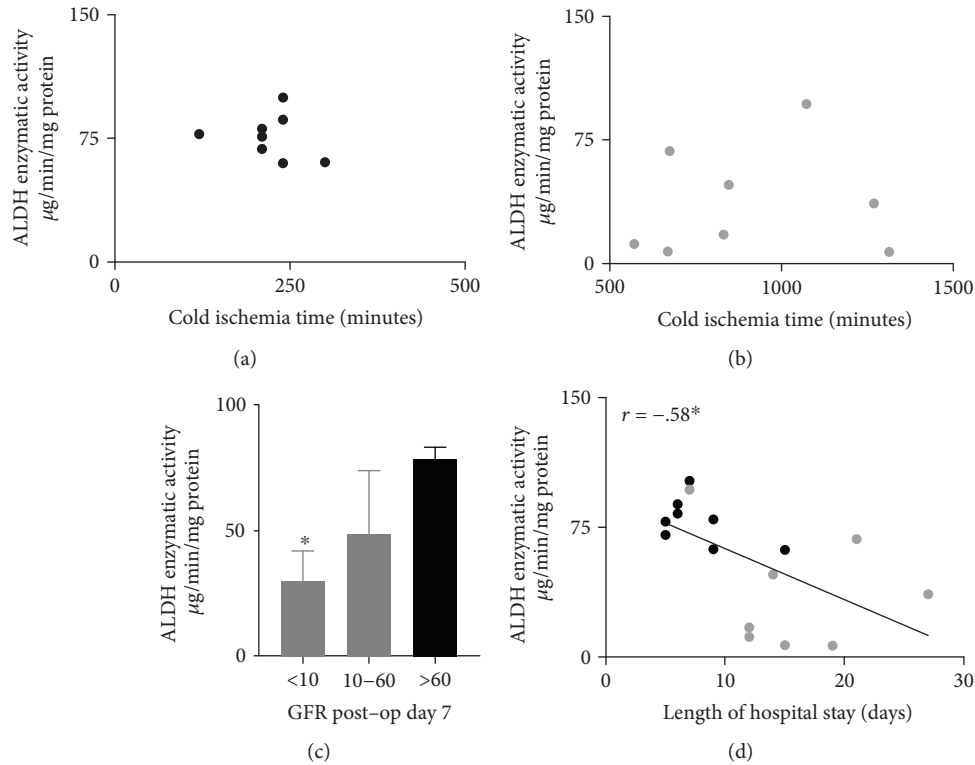 150
75
0
ALDH enzymatic activity
µg/min/mg protein
0
250
500
Cold ischemia time (minutes)
(a)
150
75
0
ALDH enzymatic activity
µg/min/mg protein
500
1000
1500
Cold ischemia time (minutes)
(b)
100
50
0
ALDH enzymatic activity
µg/min/mg protein
*
<10
10–60
>60
GFR post–op day 7
(c)
150
75
0
ALDH enzymatic activity
µg/min/mg protein
r = –.58*
0
10
20
30
Length of hospital stay (days)
(d)